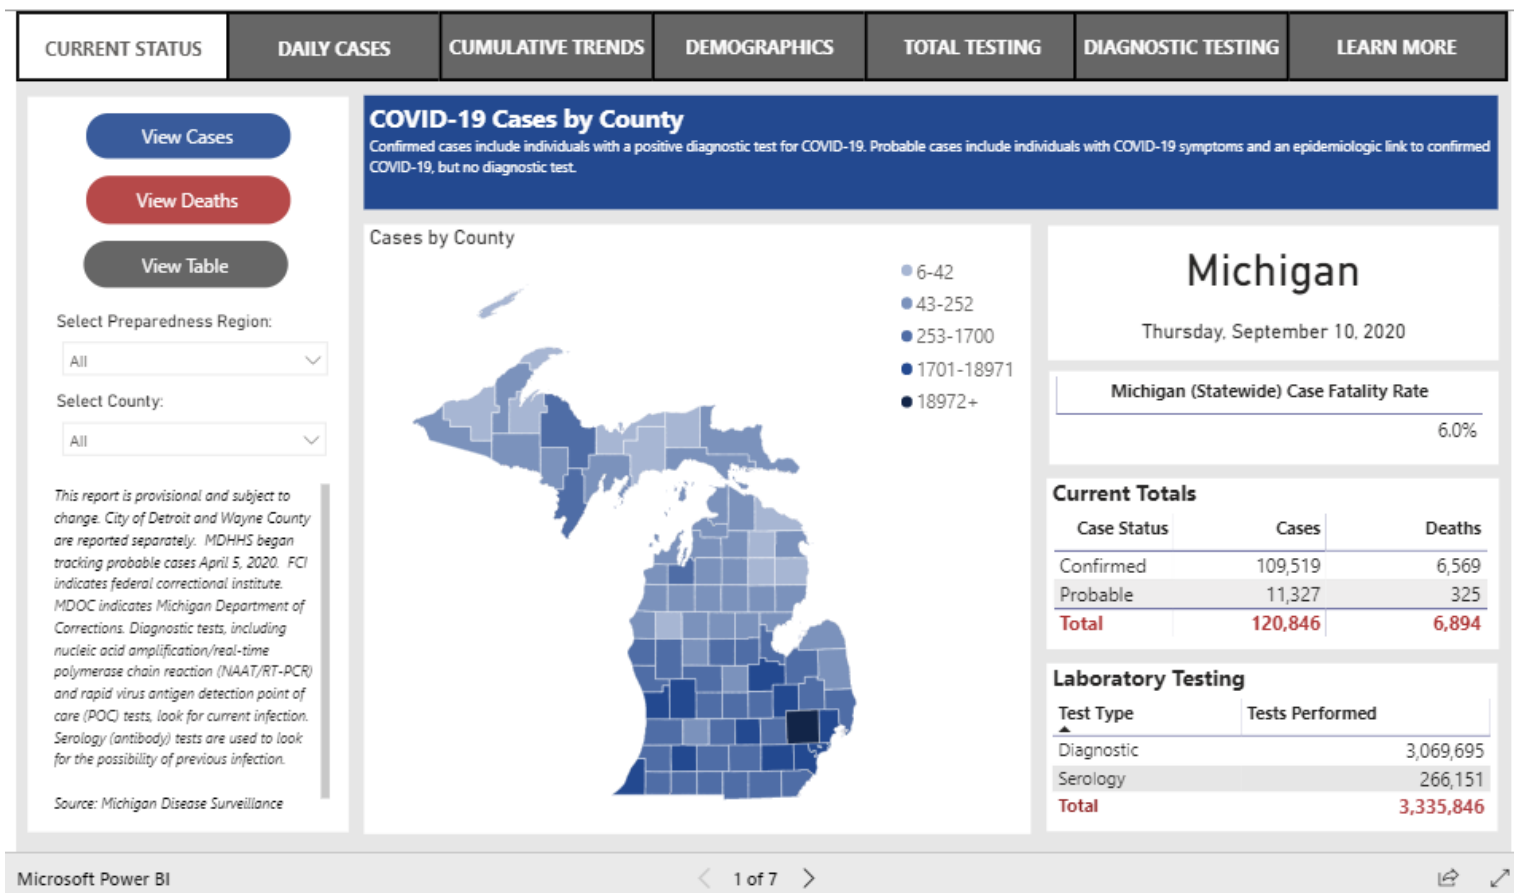 CURRENT STATUS
DAILY CASES
CUMULATIVE TRENDS
DEMOGRAPHICS
TOTAL TESTING
DIAGNOSTIC TESTING
LEARN MORE
View Cases
View Deaths
View Table
Select Preparedness Region:
All
Select County:
All
This report is provisional and subject to
change. City of Detroit and Wayne County
are reported separately. MDHHS began
tracking probable cases April 5, 2020. FCI
indicates federal correctional institute.
MDOC indicates Michigan Department of
Corrections. Diagnostic tests, including
nucleic acid amplification/real-time
polymerase chain reaction (NAAT/RT-PCR)
and rapid virus antigen detection point of
care (POC) tests, look for current infection.
Serology (antibody) tests are used to look
for the possibility of previous infection.
Source: Michigan Disease Surveillance
COVID-19 Cases by County
Confirmed cases include individuals with a positive diagnostic test for COVID-19. Probable cases include individuals with COVID-19 symptoms and an epidemiologic link to confirmed
COVID-19, but no diagnostic test.
Cases by County
6-42
43-252
253-1700
1701-18971
18972+
Michigan
Thursday, September 10, 2020
Michigan (Statewide) Case Fatality Rate
6.0%
Current Totals
Case Status Cases Deaths
Confirmed 109,519 6,569
Probable 11,327 325
Total 120,846 6,894
Laboratory Testing
Test Type Tests Performed
Diagnostic 3,069,695
Serology 266,151
Total 3,335,846
Microsoft Power BI
1 of 7